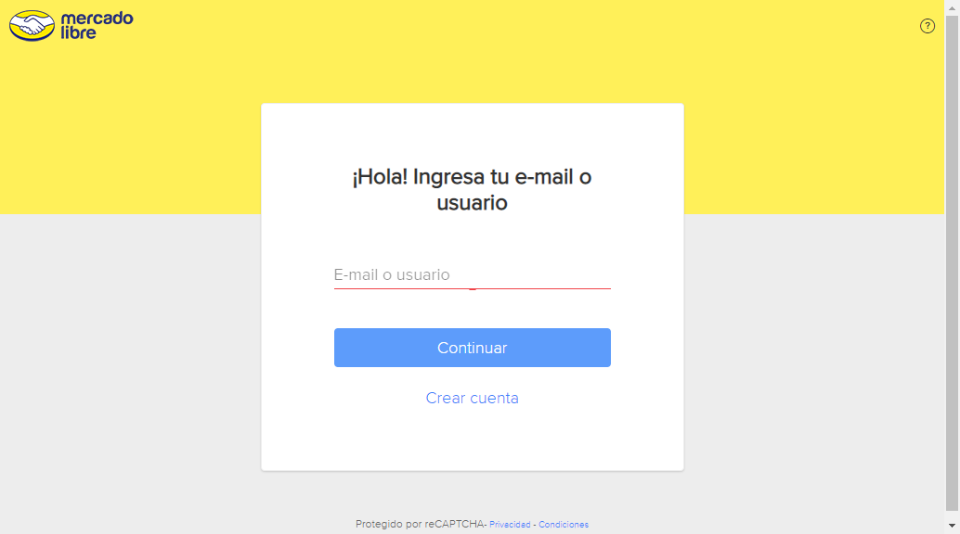 mercado
libre
?
¡Hola! Ingresa tu e-mail o
usuario
E-mail o usuario
Continuar
Crear cuenta
Protegido por reCAPTCHA- Privacidad - Condiciones